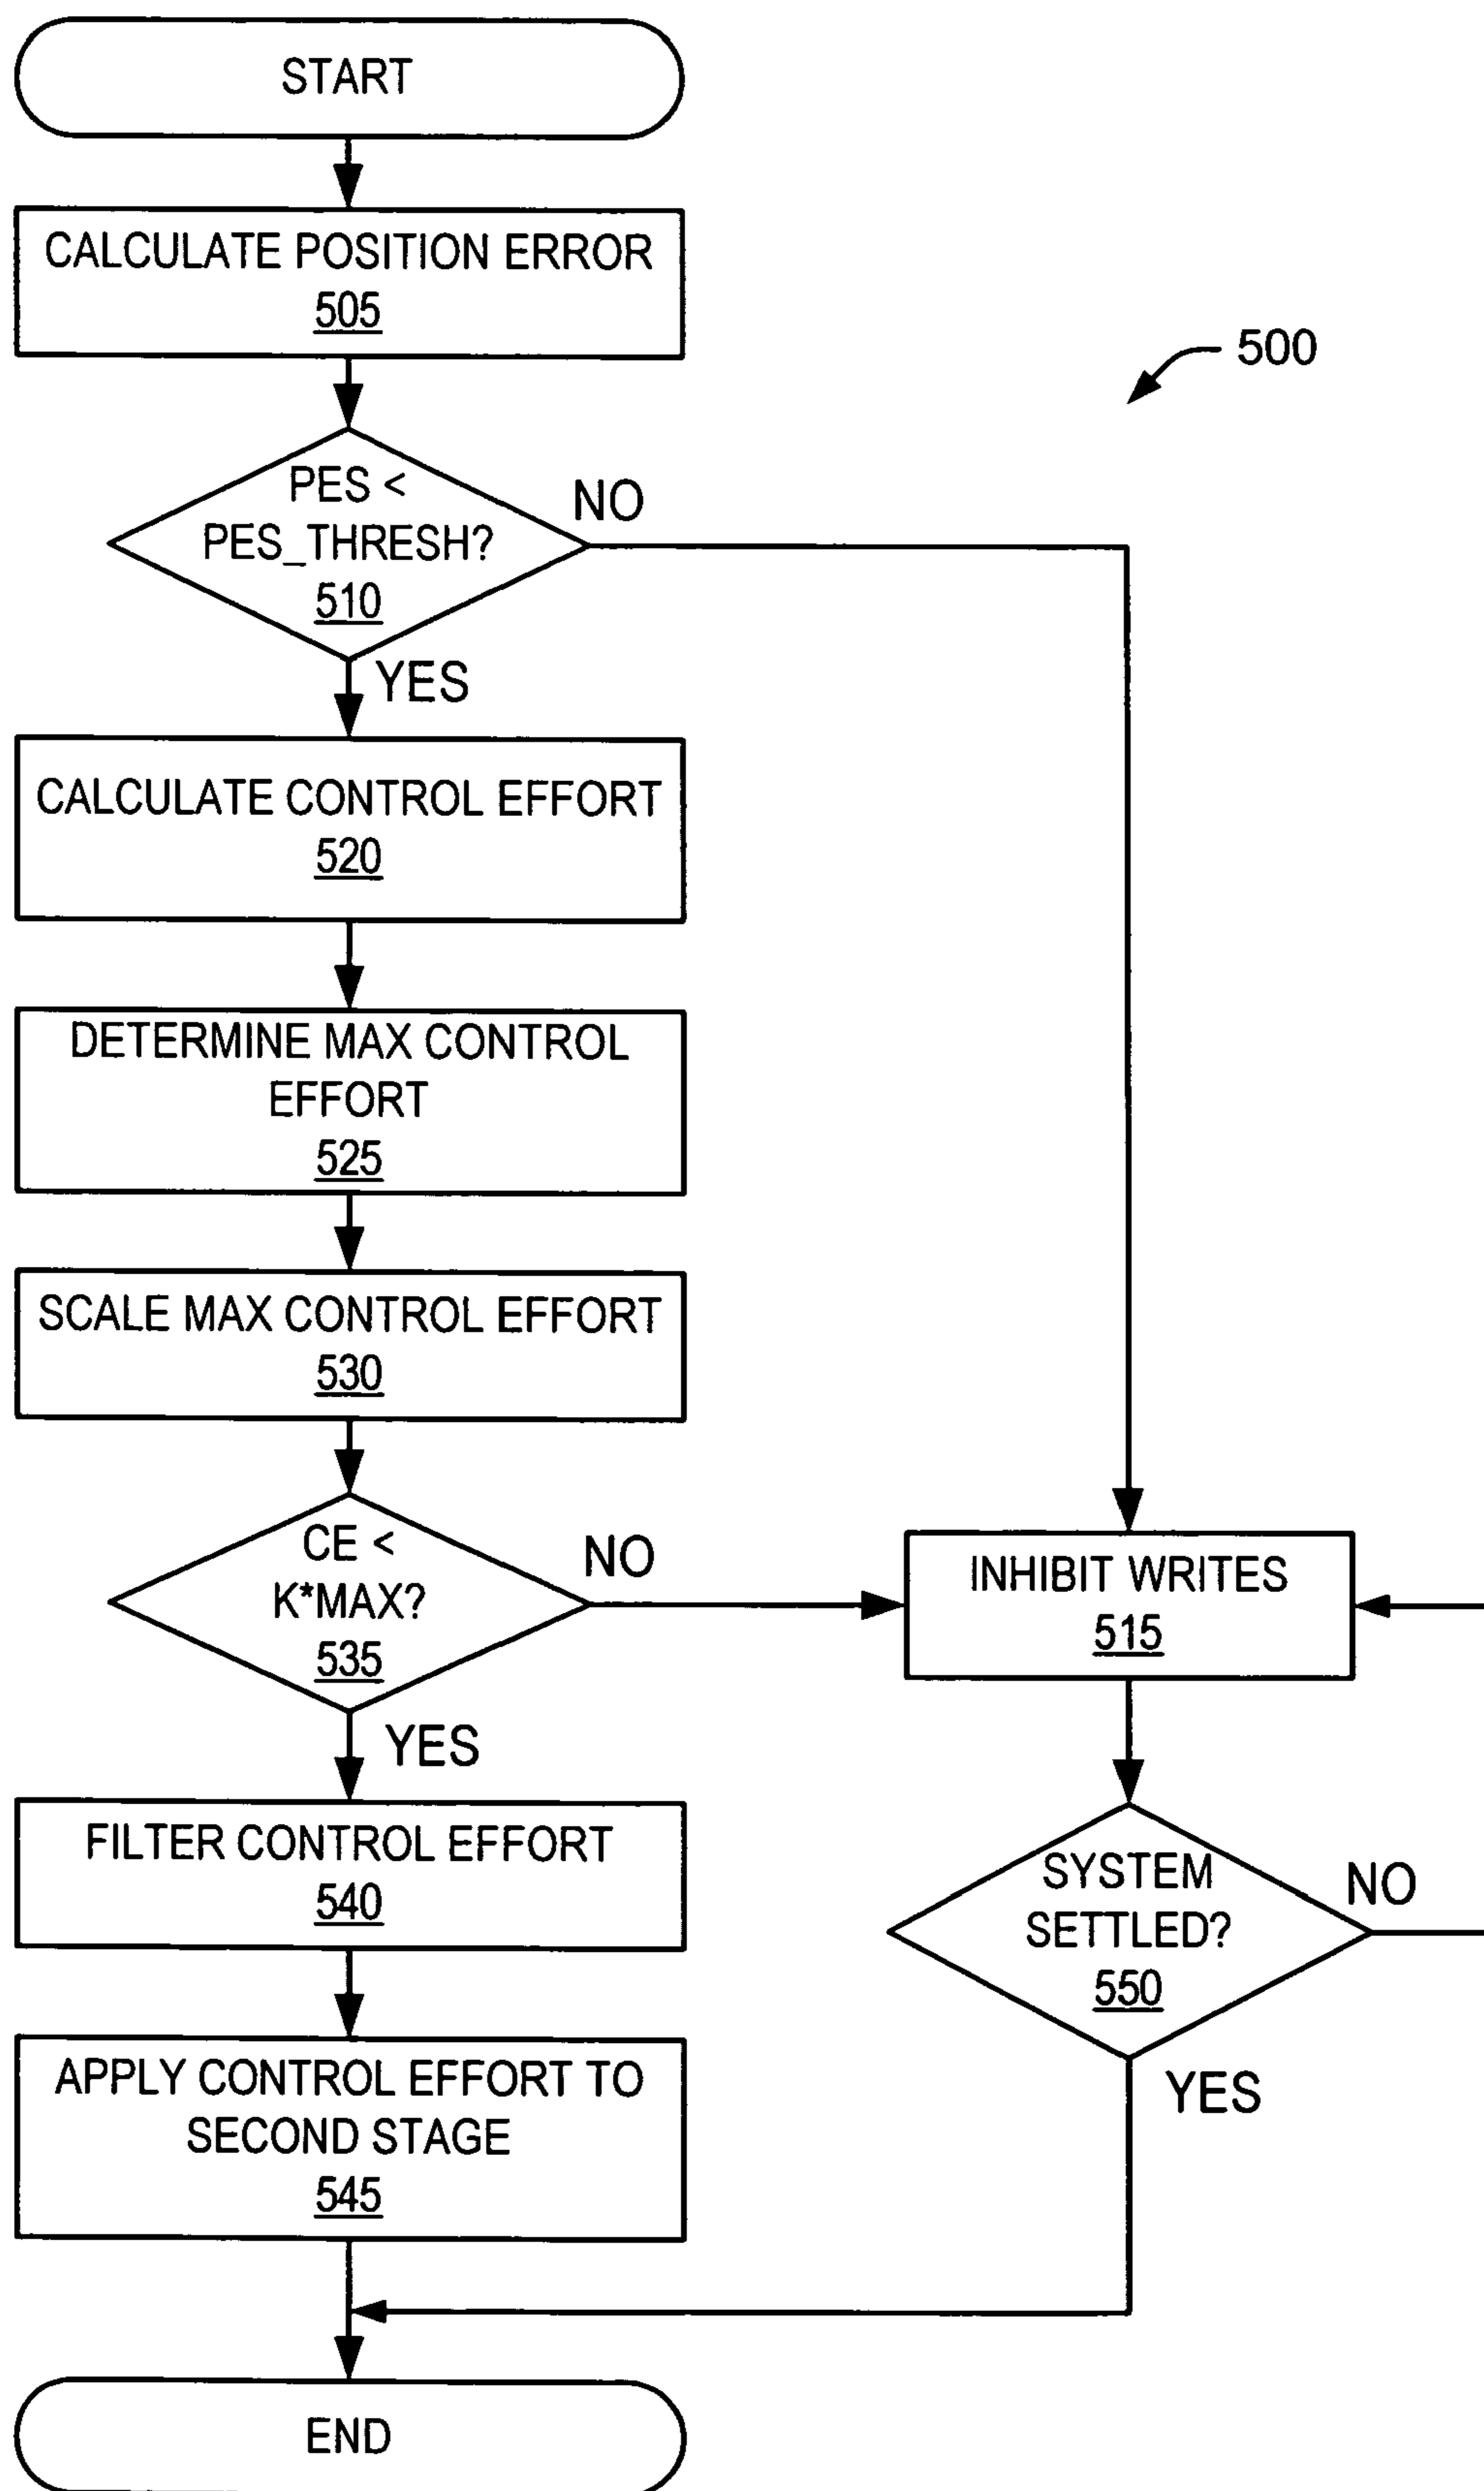 START
CALCULATE POSITION ERROR
505
500
PES <
PES_THRESH?
510
NO
YES
CALCULATE CONTROL EFFORT
520
DETERMINE MAX CONTROL
EFFORT
525
SCALE MAX CONTROL EFFORT
530
CE <
K*MAX?
535
NO
YES
INHIBIT WRITES
515
FILTER CONTROL EFFORT
540
SYSTEM
SETTLED?
550
NO
YES
APPLY CONTROL EFFORT TO
SECOND STAGE
545
END